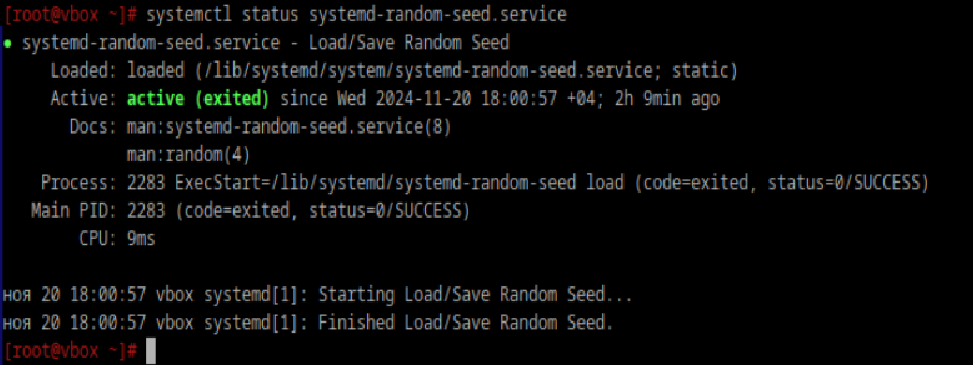 [root@vbox ~]# systemctl status systemd-random-seed.service
● systemd-random-seed.service - Load/Save Random Seed
Loaded: loaded (/lib/systemd/system/systemd-random-seed.service; static)
Active: active (exited) since Wed 2024-11-20 18:00:57 +04; 2h 9min ago
Docs: man:systemd-random-seed.service(8)
man:random(4)
Process: 2283 ExecStart=/lib/systemd/systemd-random-seed load (code=exited, status=0/SUCCESS)
Main PID: 2283 (code=exited, status=0/SUCCESS)
CPU: 9ms
ноя 20 18:00:57 vbox systemd[1]: Starting Load/Save Random Seed...
ноя 20 18:00:57 vbox systemd[1]: Finished Load/Save Random Seed.
[root@vbox ~]#